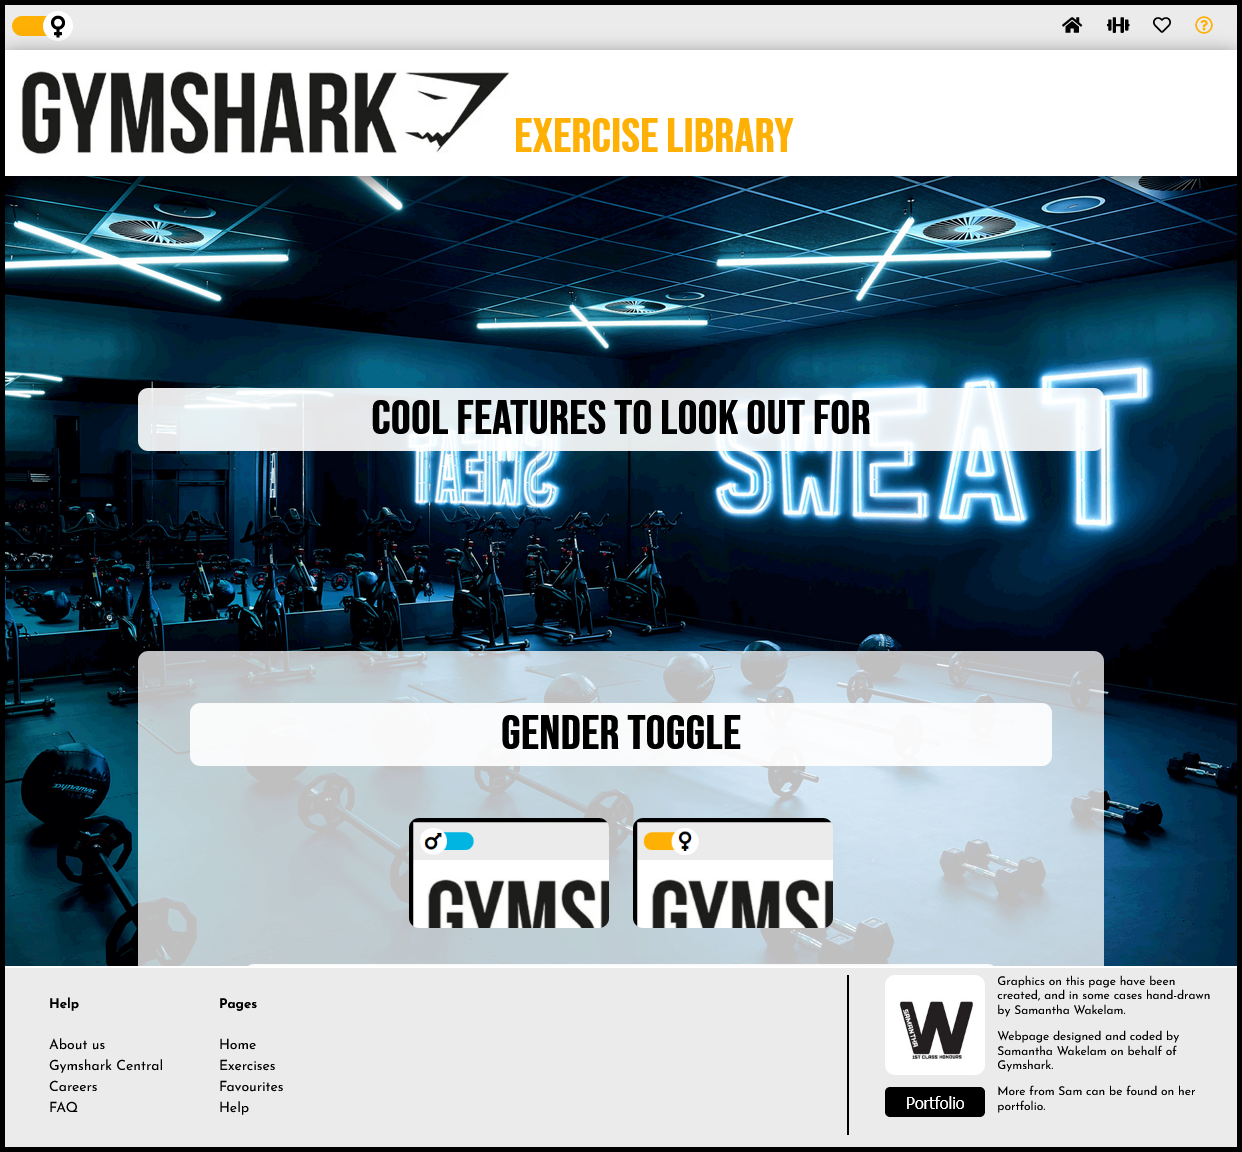 GYMSHARK
EXERCISE LIBRARY
COOL FEATURES TO LOOK OUT FOR
SWEAT
SWEAT
GENDER TOGGLE
GYMS
GYMS
Help
About us
Gymshark Central
Careers
FAQ
Pages
Home
Exercises
Favourites
Help
W
SAMANTHA
1ST CLASS HONOURS
Portfolio
Graphics on this page have been
created, and in some cases hand-drawn
by Samantha Wakelam.
Webpage designed and coded by
Samantha Wakelam on behalf of
Gymshark.
More from Sam can be found on her
portfolio.